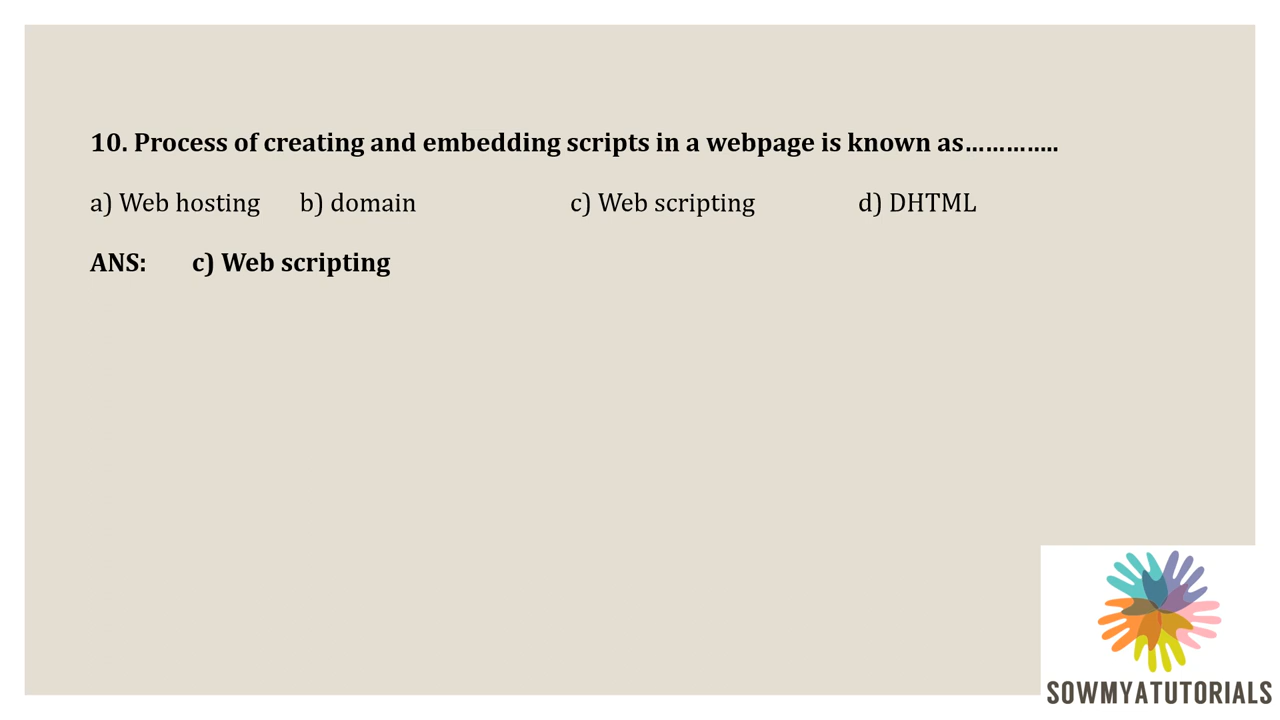 10. Process of creating and embedding scripts in a webpage is known as…………..
a) Web hosting b) domain c) Web scripting d) DHTML
ANS: c) Web scripting
SOWMYATUTORIALS